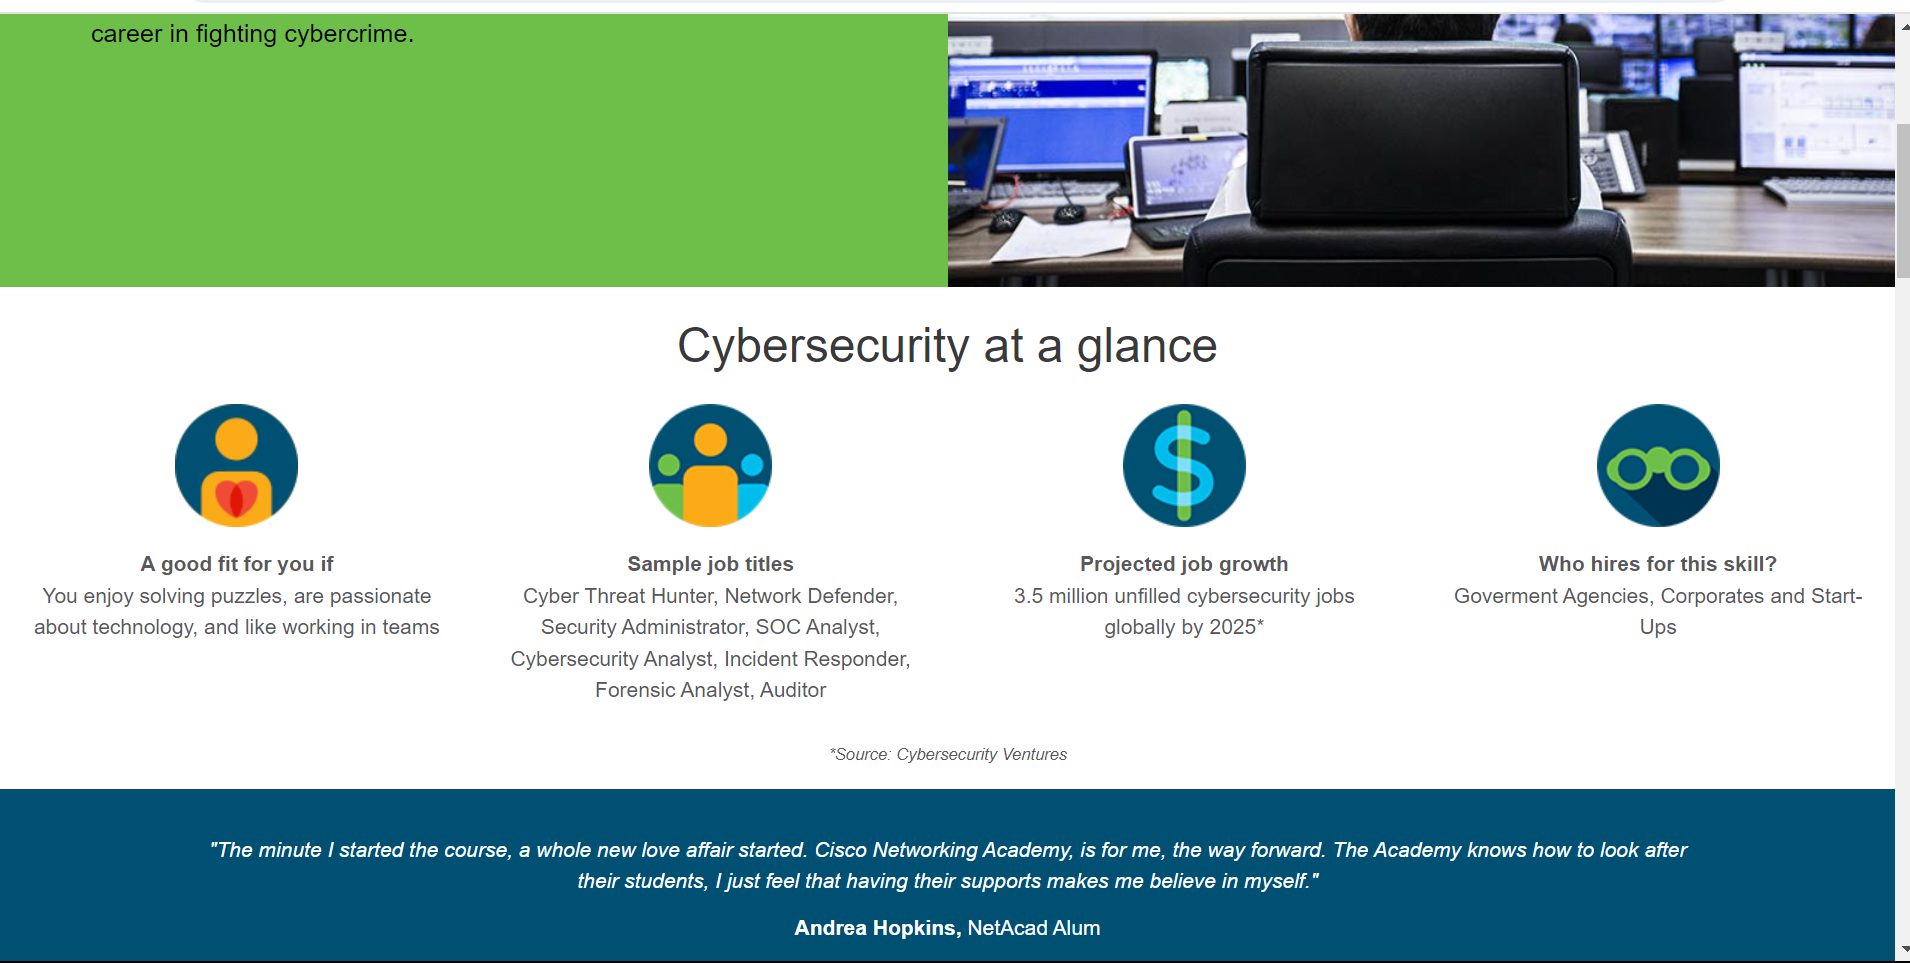 career in fighting cybercrime.
Cybersecurity at a glance
A good fit for you if
You enjoy solving puzzles, are passionate
about technology, and like working in teams
Sample job titles
Cyber Threat Hunter, Network Defender,
Security Administrator, SOC Analyst,
Cybersecurity Analyst, Incident Responder,
Forensic Analyst, Auditor
Projected job growth
3.5 million unfilled cybersecurity jobs
globally by 2025*
Who hires for this skill?
Goverment Agencies, Corporates and Start-
Ups
*Source: Cybersecurity Ventures
"The minute I started the course, a whole new love affair started. Cisco Networking Academy, is for me, the way forward. The Academy knows how to look after
their students, I just feel that having their supports makes me believe in myself."
Andrea Hopkins, NetAcad Alum